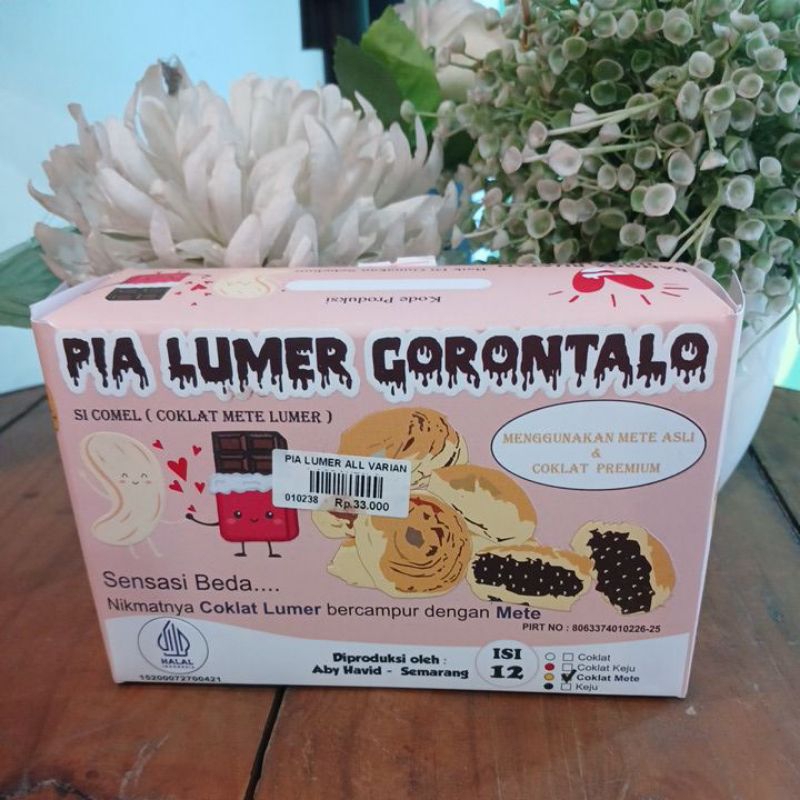 Kode Produksi
PIA LUMER GORONTALO
SI COMEL ( COKLAT METE LUMER )
MENGGUNAKAN METE ASLI
&
COKLAT PREMIUM
PIA LUMER ALL VARIAN
010238 Rp.33.000
Sensasi Beda....
Nikmatnya Coklat Lumer bercampur dengan Mete
PIRT NO : 8063374010226-25
HALAL
INDONESIA
15200072700421
Diproduksi oleh :
Aby Havid - Semarang
ISI
12
Coklat
Coklat Keju
Coklat Mete
Keju